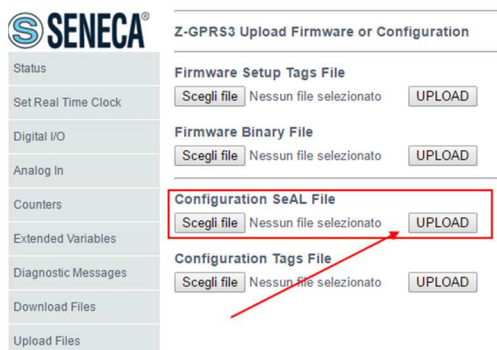 SENECA®
Z-GPRS3 Upload Firmware or Configuration
Status
Set Real Time Clock
Digital I/O
Analog In
Counters
Extended Variables
Diagnostic Messages
Download Files
Upload Files
Firmware Setup Tags File
Scegli file Nessun file selezionato UPLOAD
Firmware Binary File
Scegli file Nessun file selezionato UPLOAD
Configuration SeAL File
Scegli file Nessun file selezionato UPLOAD
Configuration Tags File
Scegli file Nessun file selezionato UPLOAD